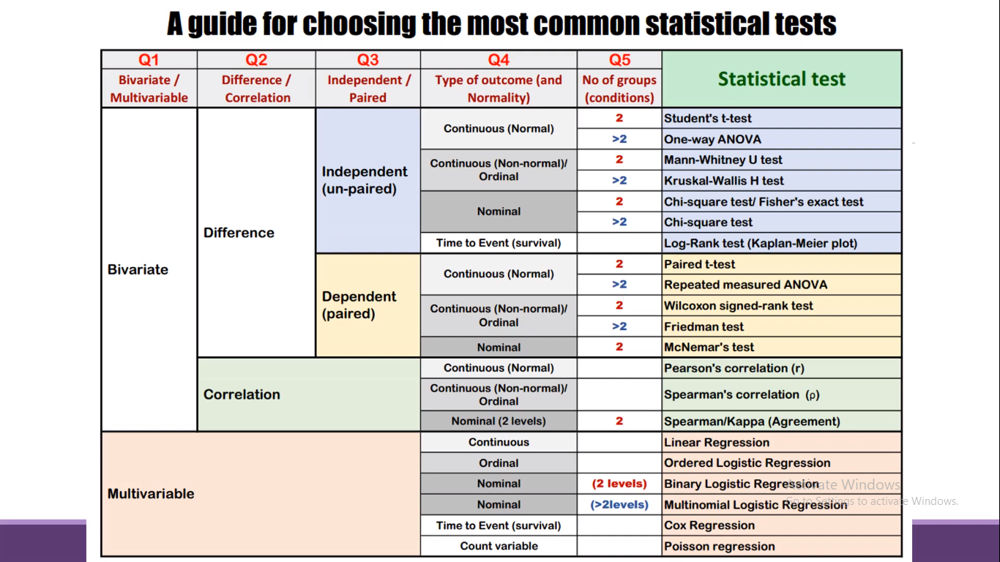 A guide for choosing the most common statistical tests
Q1
Q2
Q3
Q4
Q5
Statistical test
Bivariate /
Multivariable
Difference /
Correlation
Independent /
Paired
Type of outcome (and
Normality)
No of groups
(conditions)
Bivariate
Difference
Independent
(un-paired)
Continuous (Normal)
2
Student's t-test
>2
One-way ANOVA
Continuous (Non-normal)/
Ordinal
2
Mann-Whitney U test
>2
Kruskal-Wallis H test
Nominal
2
Chi-square test/ Fisher's exact test
>2
Chi-square test
Time to Event (survival)
Log-Rank test (Kaplan-Meier plot)
Dependent
(paired)
Continuous (Normal)
2
Paired t-test
>2
Repeated measured ANOVA
Continuous (Non-normal)/
Ordinal
2
Wilcoxon signed-rank test
>2
Friedman test
Nominal
2
McNemar's test
Correlation
Continuous (Normal)
Pearson's correlation (r)
Continuous (Non-normal)/
Ordinal
Spearman's correlation (ρ)
Nominal (2 levels)
2
Spearman/Kappa (Agreement)
Multivariable
Continuous
Linear Regression
Ordinal
Ordered Logistic Regression
Nominal
(2 levels)
Binary Logistic Regression
Nominal
(>2levels)
Multinomial Logistic Regression
Time to Event (survival)
Cox Regression
Count variable
Poisson regression
Activate Windows
Go to Settings to activate Windows.